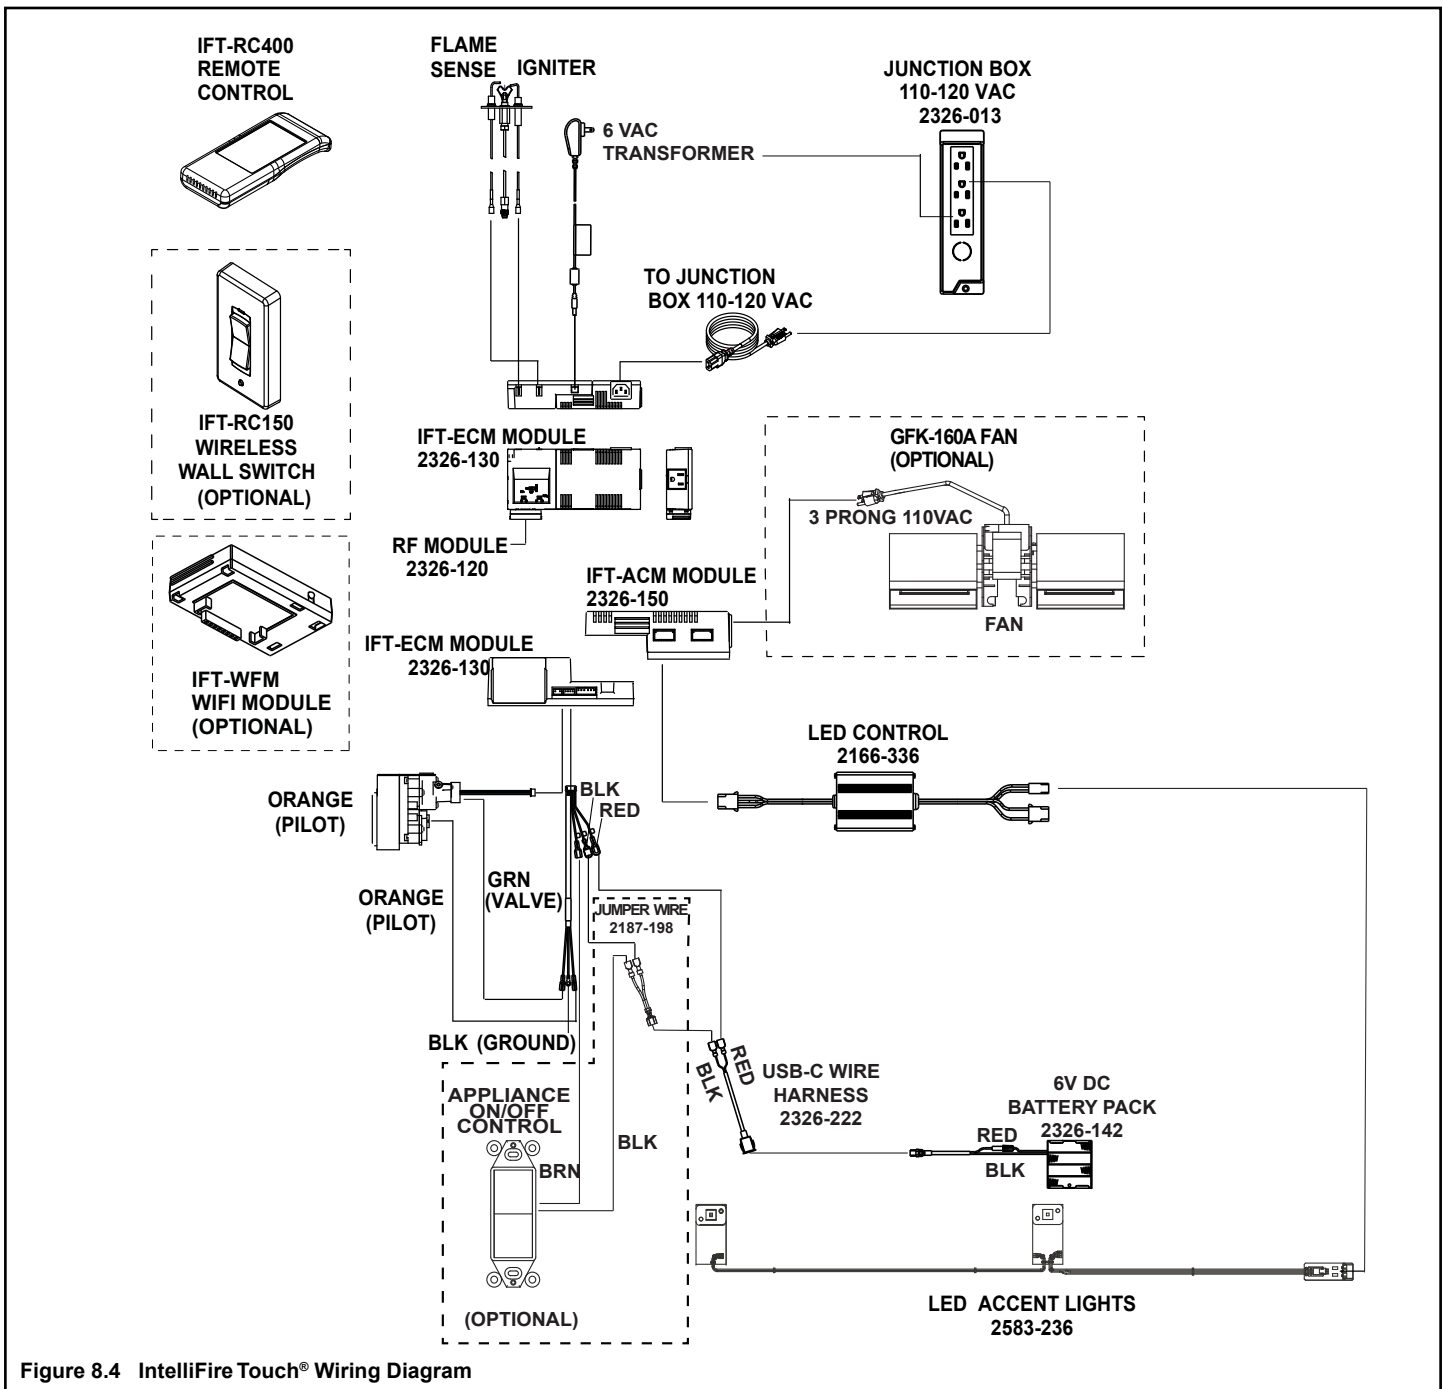 IFT-RC400
REMOTE
CONTROL
FLAME
SENSE
IGNITER
6 VAC
TRANSFORMER
JUNCTION BOX
110-120 VAC
2326-013
TO JUNCTION
BOX 110-120 VAC
IFT-RC150
WIRELESS
WALL SWITCH
(OPTIONAL)
IFT-ECM MODULE
2326-130
RF MODULE
2326-120
GFK-160A FAN
(OPTIONAL)
3 PRONG 110VAC
FAN
IFT-ACM MODULE
2326-150
IFT-WFM
WIFI MODULE
(OPTIONAL)
IFT-ECM MODULE
2326-130
LED CONTROL
2166-336
ORANGE
(PILOT)
BLK
RED
ORANGE
(PILOT)
GRN
(VALVE)
JUMPER WIRE
2187-198
BLK (GROUND)
RED
BLK
USB-C WIRE
HARNESS
2326-222
6V DC
BATTERY PACK
2326-142
RED
BLK
APPLIANCE
ON/OFF
CONTROL
BLK
BRN
(OPTIONAL)
LED ACCENT LIGHTS
2583-236
Figure 8.4 IntelliFire Touch® Wiring Diagram